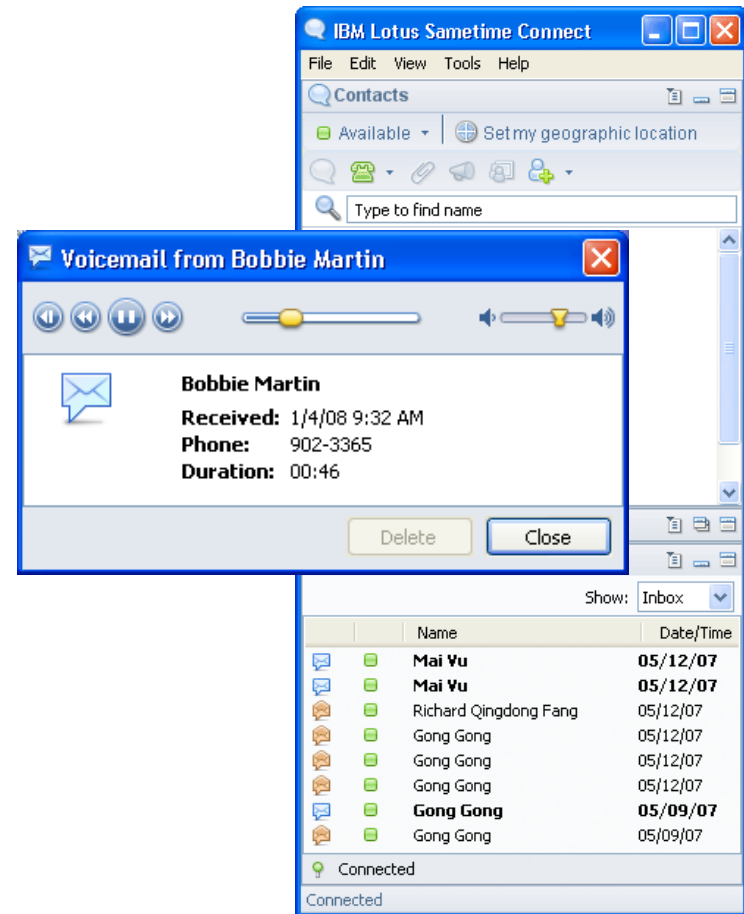 IBM Lotus Sametime Connect
File Edit View Tools Help
Contacts
Available Set my geographic location
Type to find name
Voicemail from Bobbie Martin
Bobbie Martin
Received: 1/4/08 9:32 AM
Phone: 902-3365
Duration: 00:46
Delete Close
Show: Inbox
Name Date/Time
Mai Vu 05/12/07
Mai Vu 05/12/07
Richard Qingdong Fang 05/12/07
Gong Gong 05/12/07
Gong Gong 05/12/07
Gong Gong 05/12/07
Gong Gong 05/09/07
Gong Gong 05/09/07
Connected
Connected